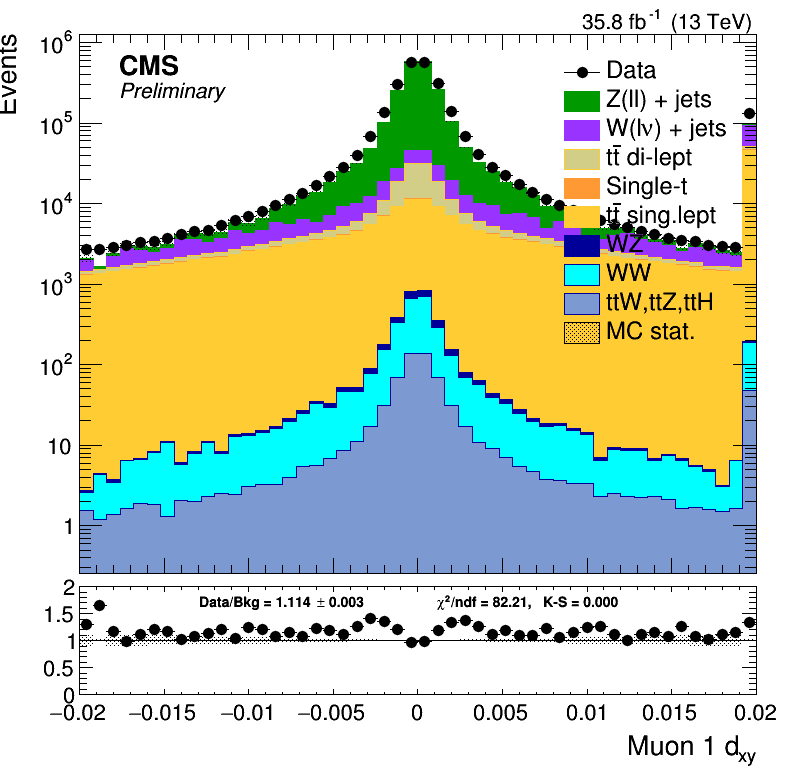 35.8 fb⁻¹ (13 TeV)
Events
CMS
Preliminary
Data
Z(ll) + jets
W(lν) + jets
tt̄ di-lept
Single-t
tt̄ sing.lept
WZ
WW
ttW,ttZ,ttH
MC stat.
10⁶
10⁵
10⁴
10³
10²
10
1
Data/Bkg = 1.114 ± 0.003 χ²/ndf = 82.21, K-S = 0.000
2
1.5
1
0.5
0
−0.02 −0.015 −0.01 −0.005 0 0.005 0.01 0.015 0.02
Muon 1 d_xy